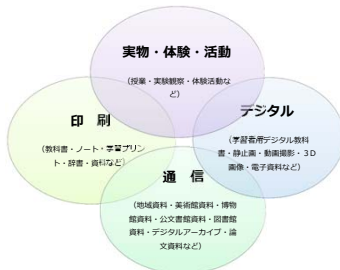 実物・体験・活動
（授業・実験観察・体験活動な
ど）
印　刷
（教科書・ノート・学習プリン
ト・辞書・資料など）
デジタル
（学習者用デジタル教科
書・静止画・動画撮影・３D
画像・電子資料など）
通　信
（地域資料・美術館資料・博物
館資料・公文書館資料・図書館
資料・デジタルアーカイブ・論
文資料など）